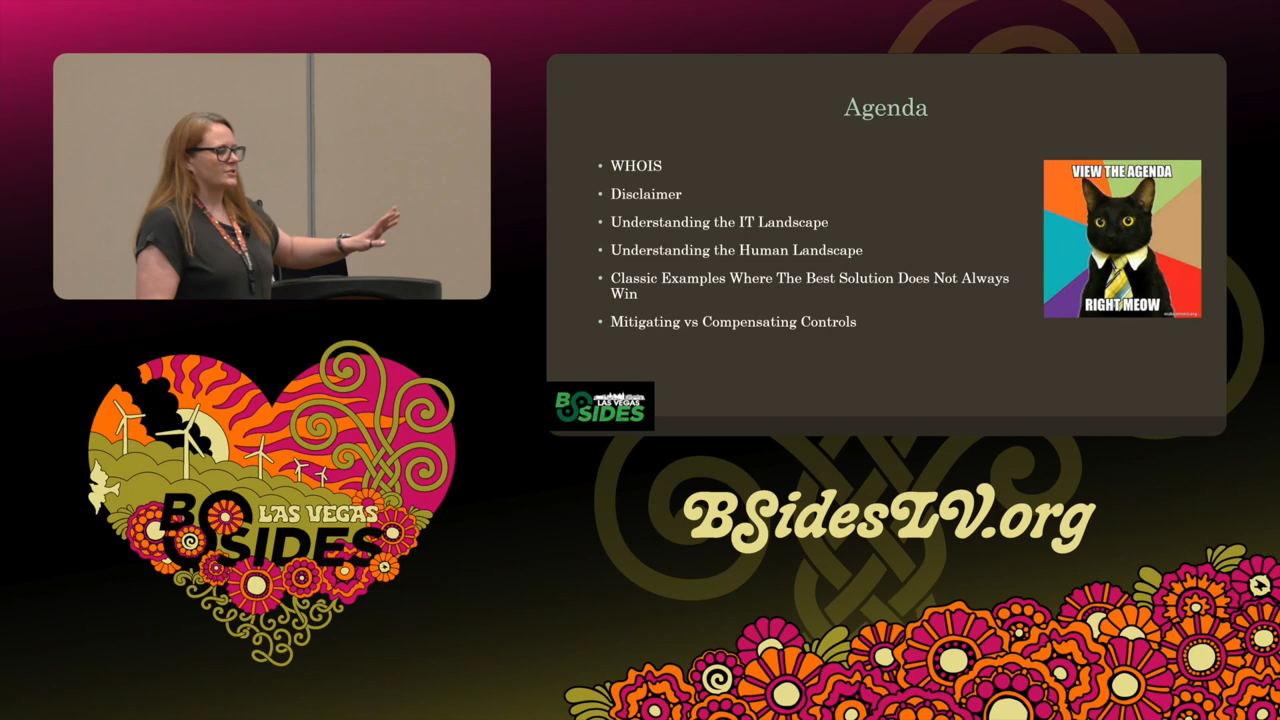 Agenda
WHOIS
Disclaimer
Understanding the IT Landscape
Understanding the Human Landscape
Classic Examples Where The Best Solution Does Not Always
Win
Mitigating vs Compensating Controls
VIEW THE AGENDA
RIGHT MEOW
BSIDES
LAS VEGAS
BSIDES
LAS VEGAS
23
BSidesLV.org